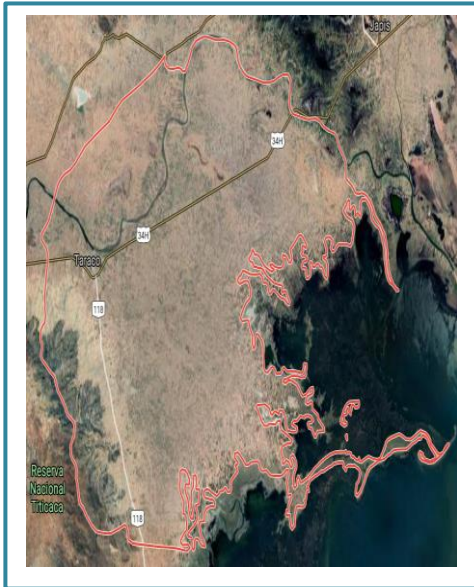 Japis
34H
34H
Taraco
118
Reserva
Nacional
Titicaca
118